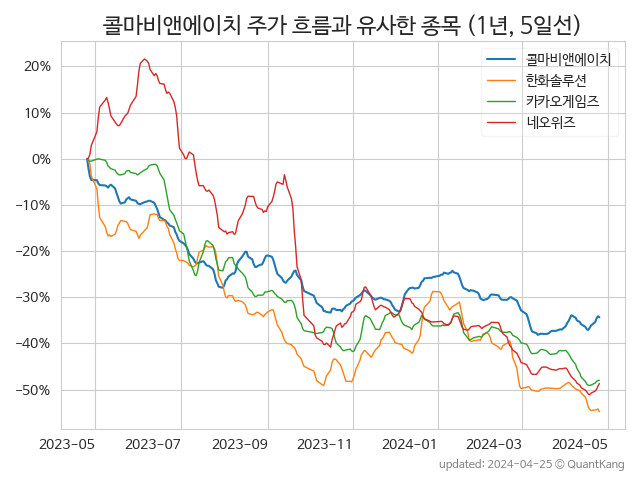 콜마비앤에이치 주가 흐름과 유사한 종목 (1년, 5일선)
콜마비앤에이치
한화솔루션
카카오게임즈
네오위즈
20%
10%
0%
−10%
−20%
−30%
−40%
−50%
2023-05 2023-07 2023-09 2023-11 2024-01 2024-03 2024-05
updated: 2024-04-25 © QuantKang